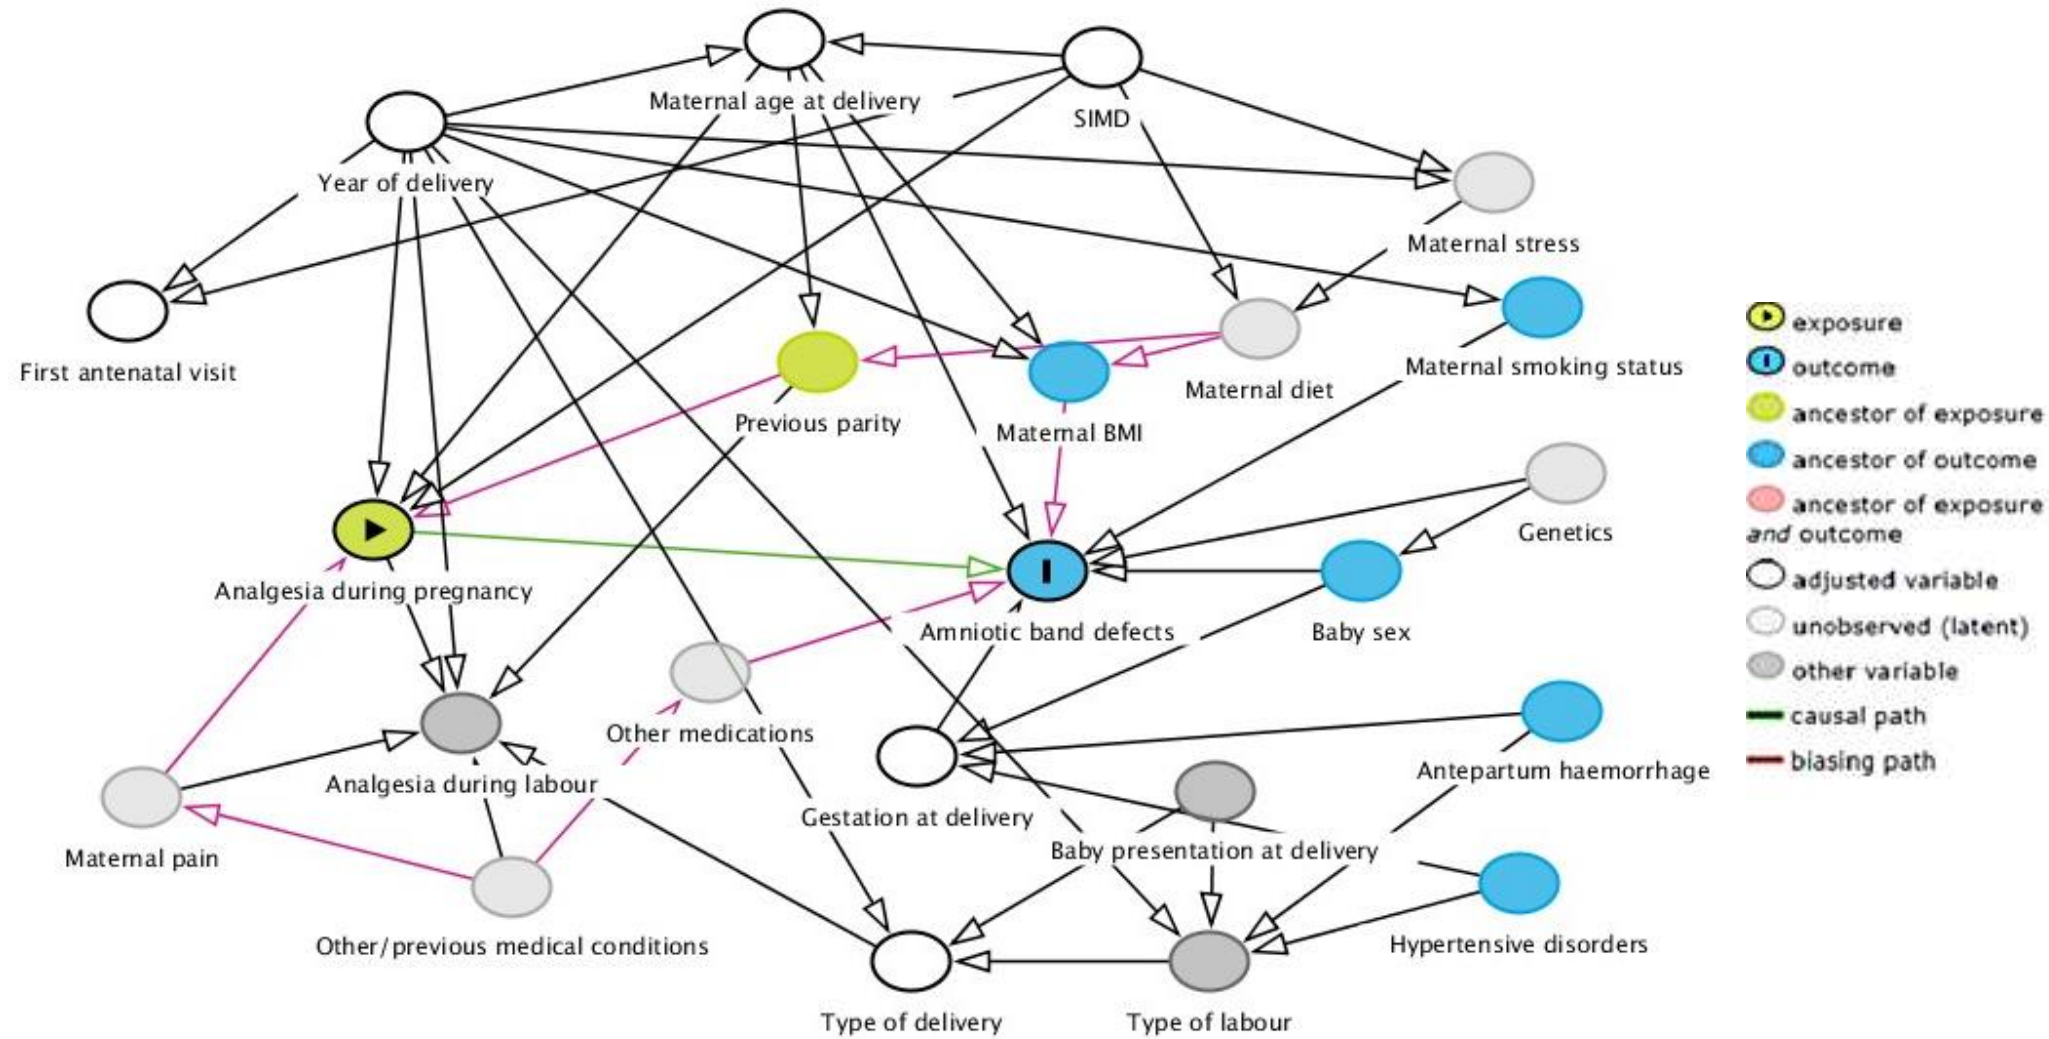 Maternal age at delivery
SIMD
Year of delivery
Maternal stress
First antenatal visit
Maternal smoking status
Maternal diet
Previous parity
Maternal BMI
Genetics
Analgesia during pregnancy
Amniotic band defects
Baby sex
Other medications
Antepartum haemorrhage
Analgesia during labour
Gestation at delivery
Maternal pain
Baby presentation at delivery
Other/previous medical conditions
Hypertensive disorders
Type of delivery
Type of labour
exposure
outcome
ancestor of exposure
ancestor of outcome
ancestor of exposure
and outcome
adjusted variable
unobserved (latent)
other variable
causal path
biasing path